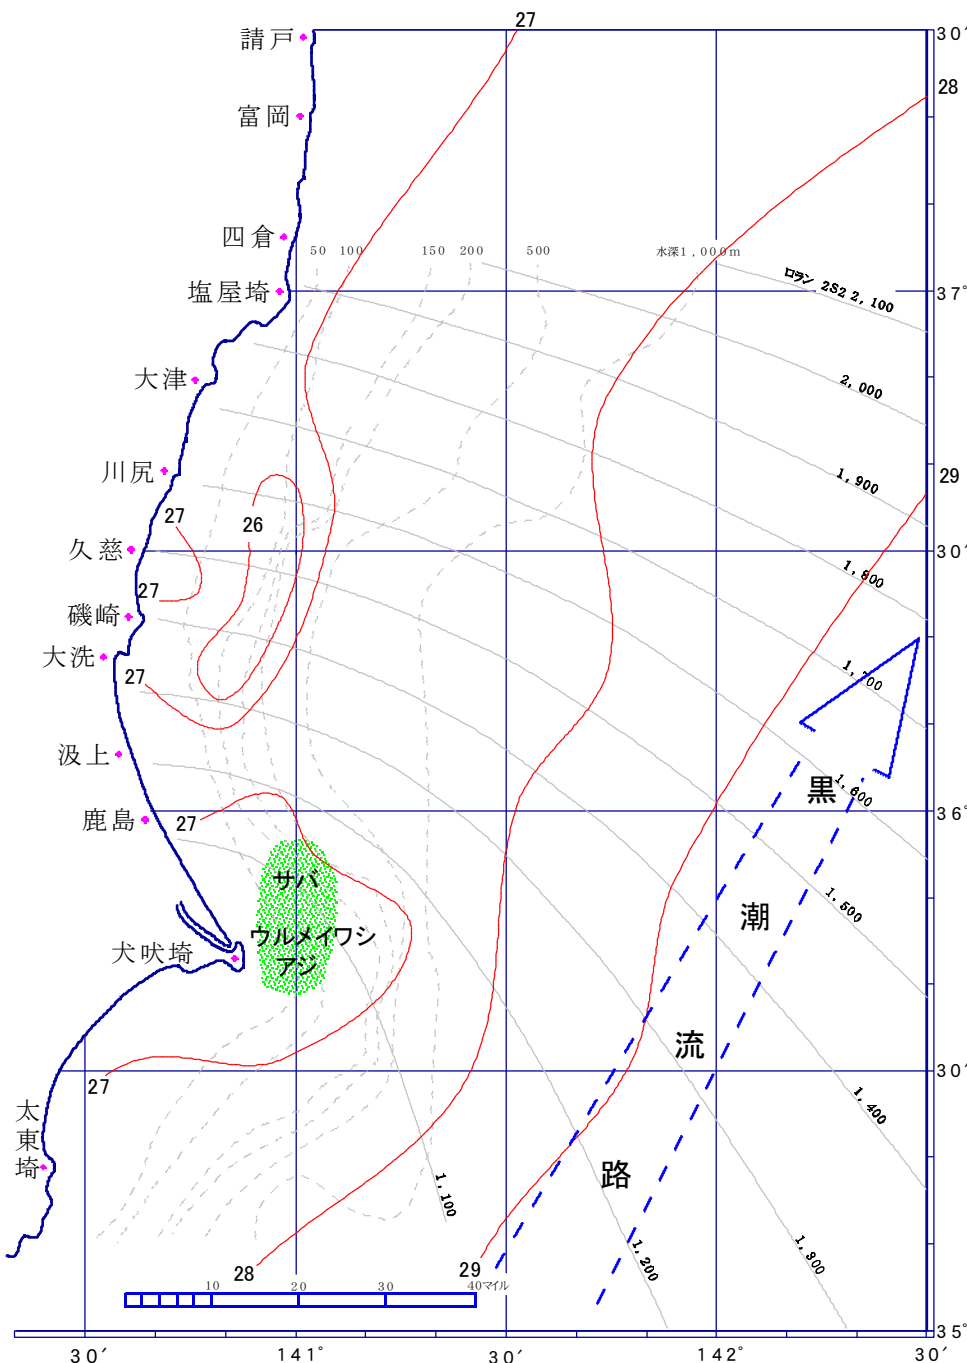 27
請戸
30′
28
富岡
四倉
50 100 150 200 500 水深1,000m
ロラン 2S2 2,100
塩屋埼
37°
大津
2,000
川尻
1,900
29
27
26
久慈
30′
1,800
27
磯崎
大洗
27
1,700
汲上
黒
1,600
鹿島
27
36°
サバ
1,500
潮
ウルメイワシ
アジ
犬吠埼
流
30′
27
1,400
太東埼
路
1,100
1,200
1,300
28
29
10 20 30 40マイル
35°
30′ 141° 30′ 142° 30′